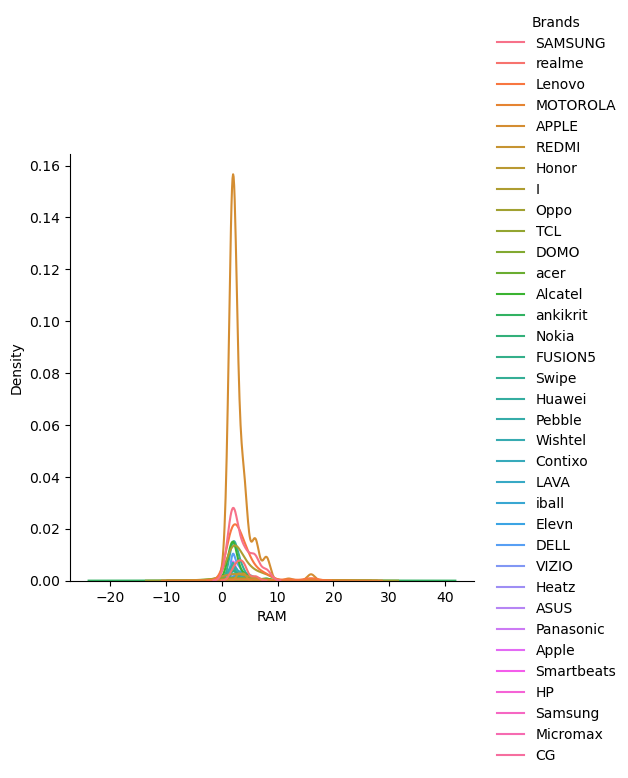 Brands
SAMSUNG
realme
Lenovo
MOTOROLA
APPLE
REDMI
Honor
I
Oppo
TCL
DOMO
acer
Alcatel
ankikrit
Nokia
FUSION5
Swipe
Huawei
Pebble
Wishtel
Contixo
LAVA
iball
Elevn
DELL
VIZIO
Heatz
ASUS
Panasonic
Apple
Smartbeats
HP
Samsung
Micromax
CG
0.16
0.14
0.12
0.10
0.08
0.06
0.04
0.02
0.00
Density
−20 −10 0 10 20 30 40
RAM